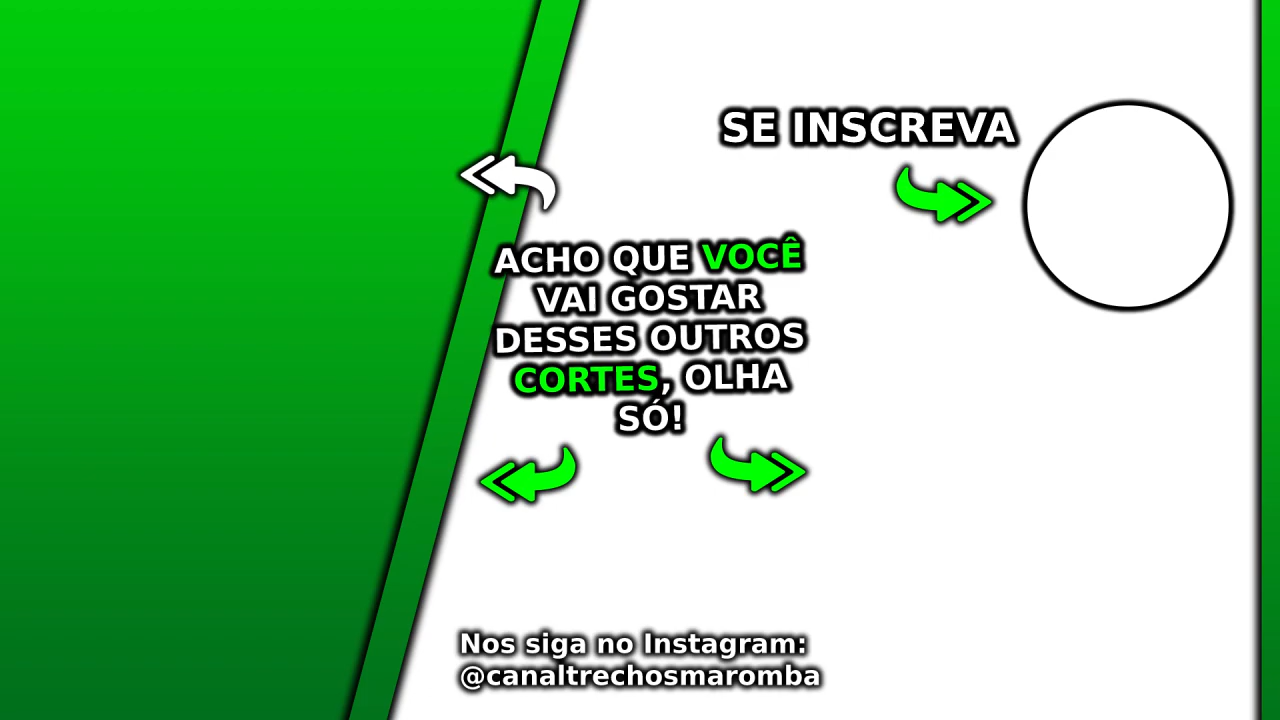 SE INSCREVA
ACHO QUE VOCÊ
VAI GOSTAR
DESSES OUTROS
CORTES, OLHA
SÓ!
Nos siga no Instagram:
@canaltrechosmaromba